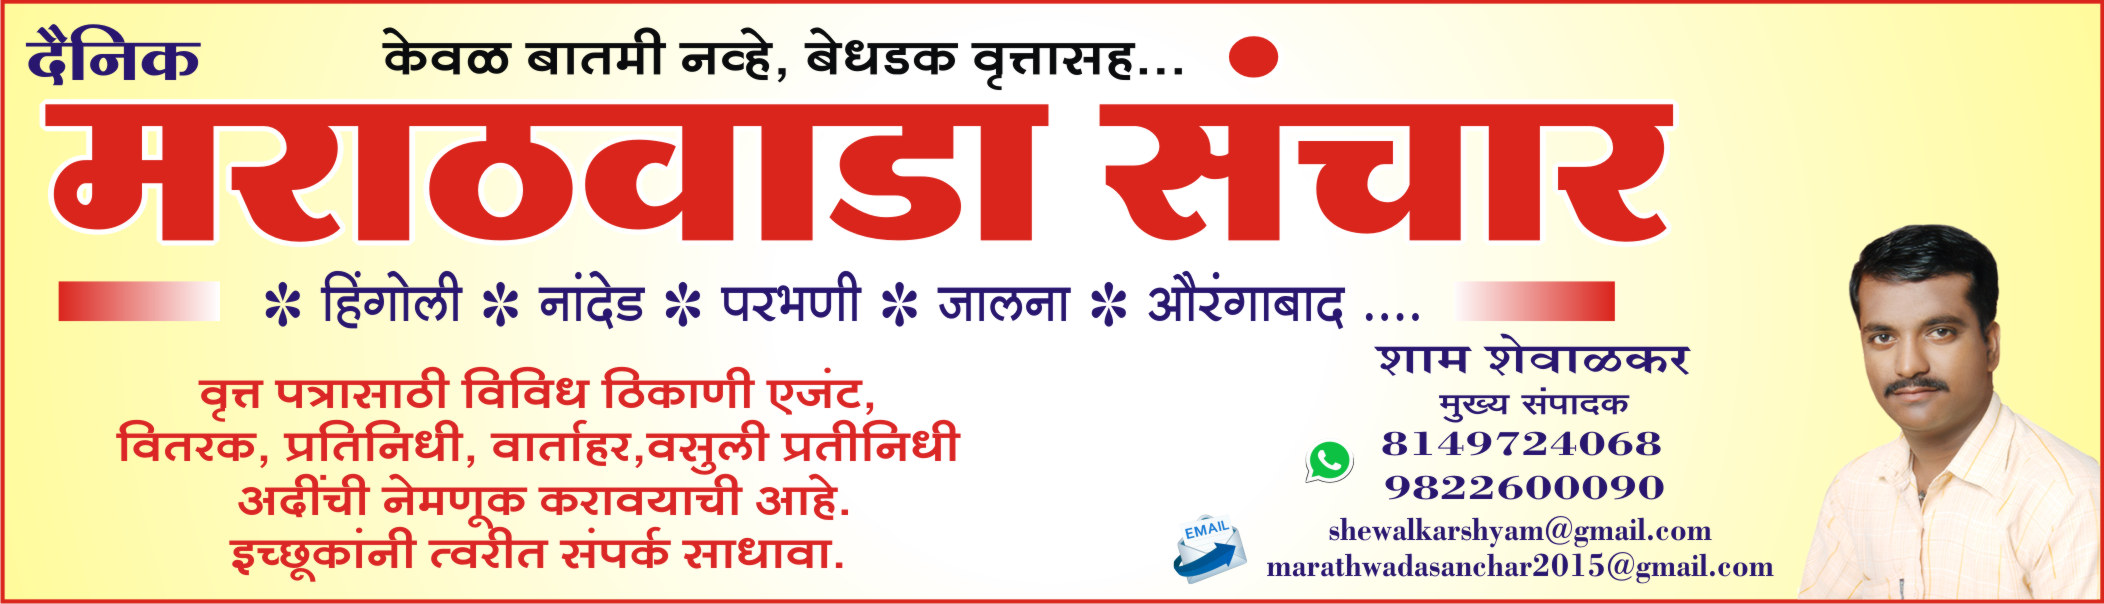 दैनिक
केवळ बातमी नव्हे, बेधडक वृत्तासह...
मराठवाडा संचार
✻ हिंगोली ✻ नांदेड ✻ परभणी ✻ जालना ✻ औरंगाबाद ....
वृत्त पत्रासाठी विविध ठिकाणी एजंट,
वितरक, प्रतिनिधी, वार्ताहर,वसुली प्रतीनिधी
अदींची नेमणूक करावयाची आहे.
इच्छूकांनी त्वरीत संपर्क साधावा.
शाम शेवाळकर
मुख्य संपादक
8149724068
9822600090
EMAIL
shewalkarshyam@gmail.com
marathwadasanchar2015@gmail.com